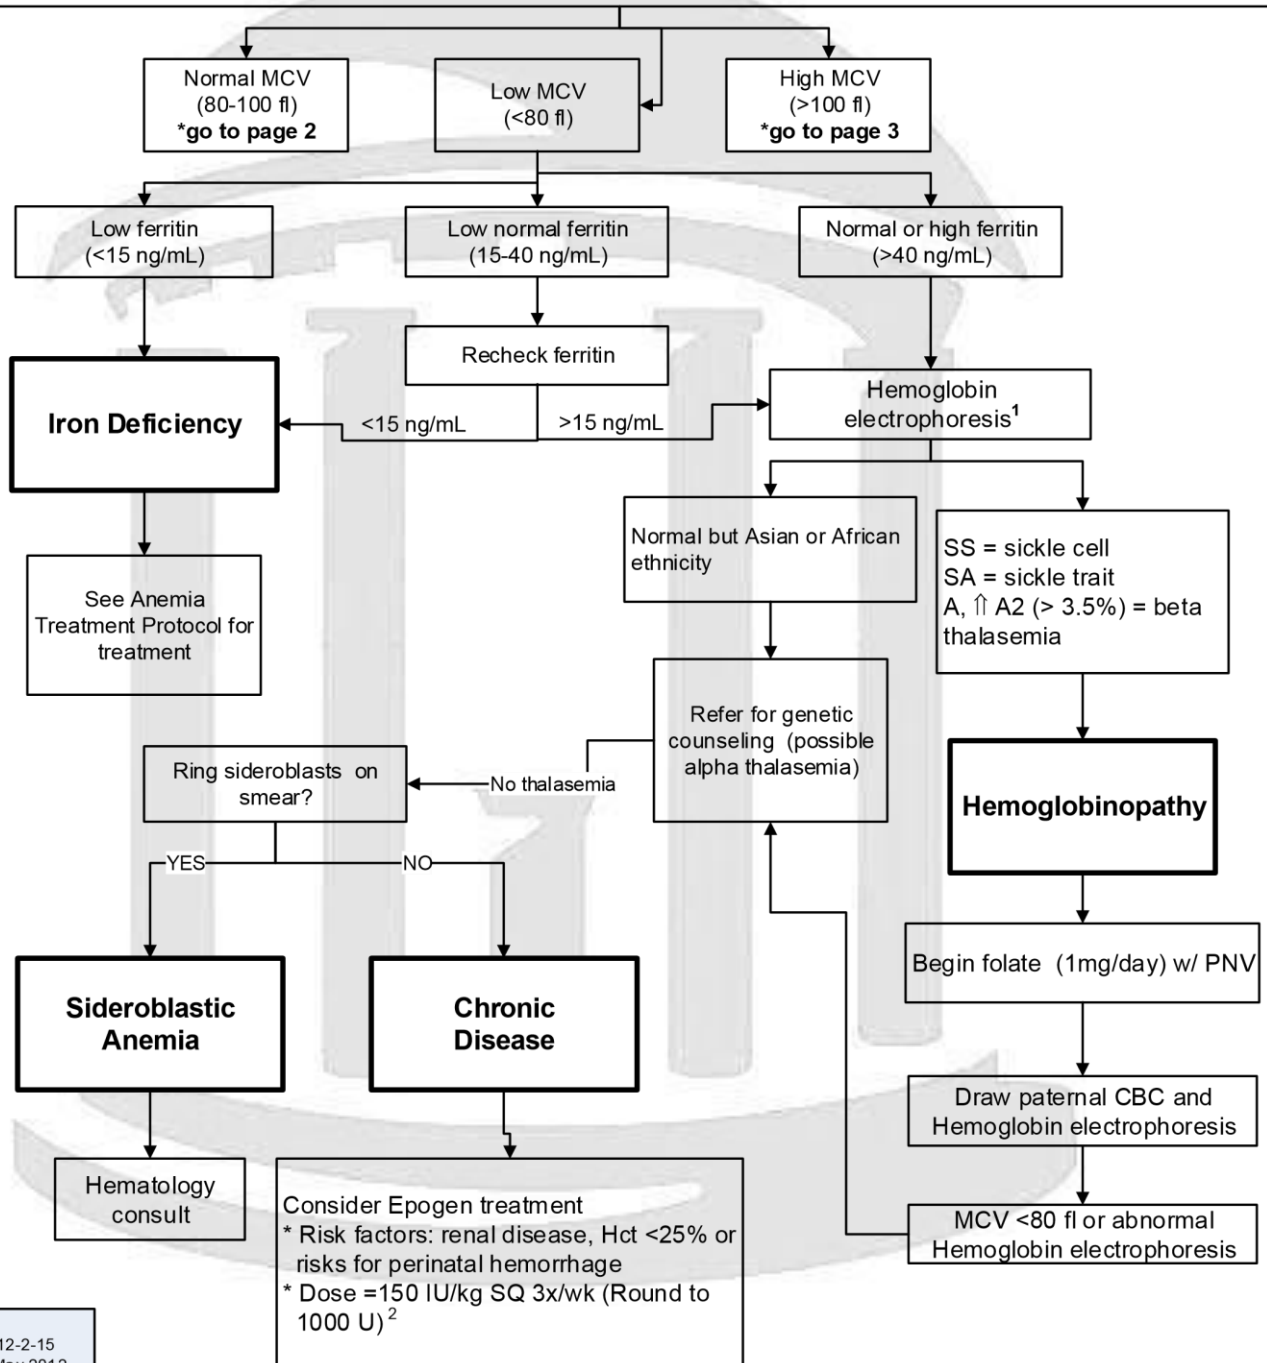 Normal MCV
(80-100 fl)
*go to page 2
Low MCV
(<80 fl)
High MCV
(>100 fl)
*go to page 3
Low ferritin
(<15 ng/mL)
Low normal ferritin
(15-40 ng/mL)
Normal or high ferritin
(>40 ng/mL)
Recheck ferritin
Iron Deficiency
<15 ng/mL
>15 ng/mL
Hemoglobin
electrophoresis¹
Normal but Asian or African
ethnicity
SS = sickle cell
SA = sickle trait
A, ⇑ A2 (> 3.5%) = beta
thalasemia
See Anemia
Treatment Protocol for
treatment
Refer for genetic
counseling (possible
alpha thalasemia)
Ring sideroblasts on
smear?
No thalasemia
Hemoglobinopathy
YES
NO
Begin folate (1mg/day) w/ PNV
Sideroblastic
Anemia
Chronic
Disease
Draw paternal CBC and
Hemoglobin electrophoresis
Hematology
consult
Consider Epogen treatment
* Risk factors: renal disease, Hct <25% or
risks for perinatal hemorrhage
* Dose =150 IU/kg SQ 3x/wk (Round to
1000 U)²
MCV <80 fl or abnormal
Hemoglobin electrophoresis
12-2-15